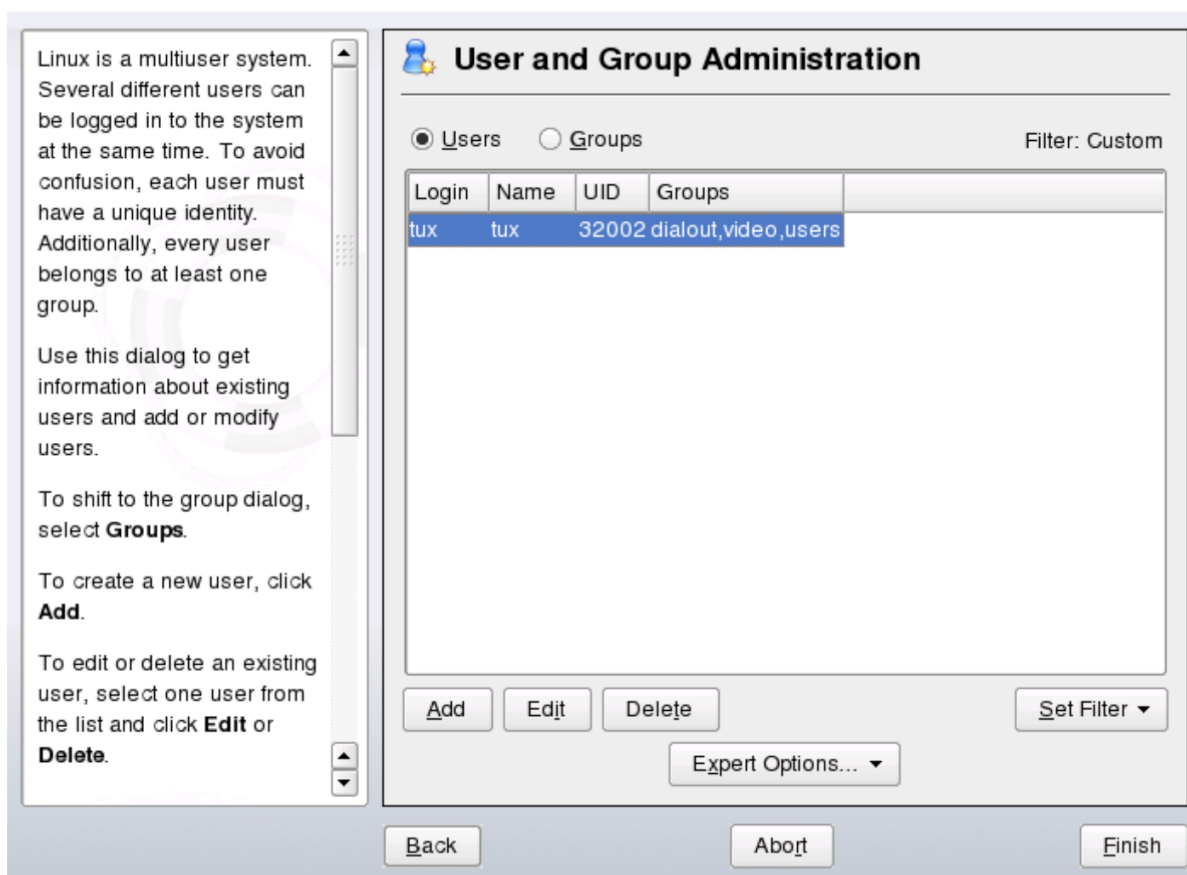 Linux is a multiuser system.
Several different users can
be logged in to the system
at the same time. To avoid
confusion, each user must
have a unique identity.
Additionally, every user
belongs to at least one
group.
Use this dialog to get
information about existing
users and add or modify
users.
To shift to the group dialog,
select Groups.
To create a new user, click
Add.
To edit or delete an existing
user, select one user from
the list and click Edit or
Delete.
User and Group Administration
Users Groups Filter: Custom
Login Name UID Groups
tux tux 32002 dialout,video,users
Add Edit Delete Set Filter
Expert Options...
Back Abort Finish